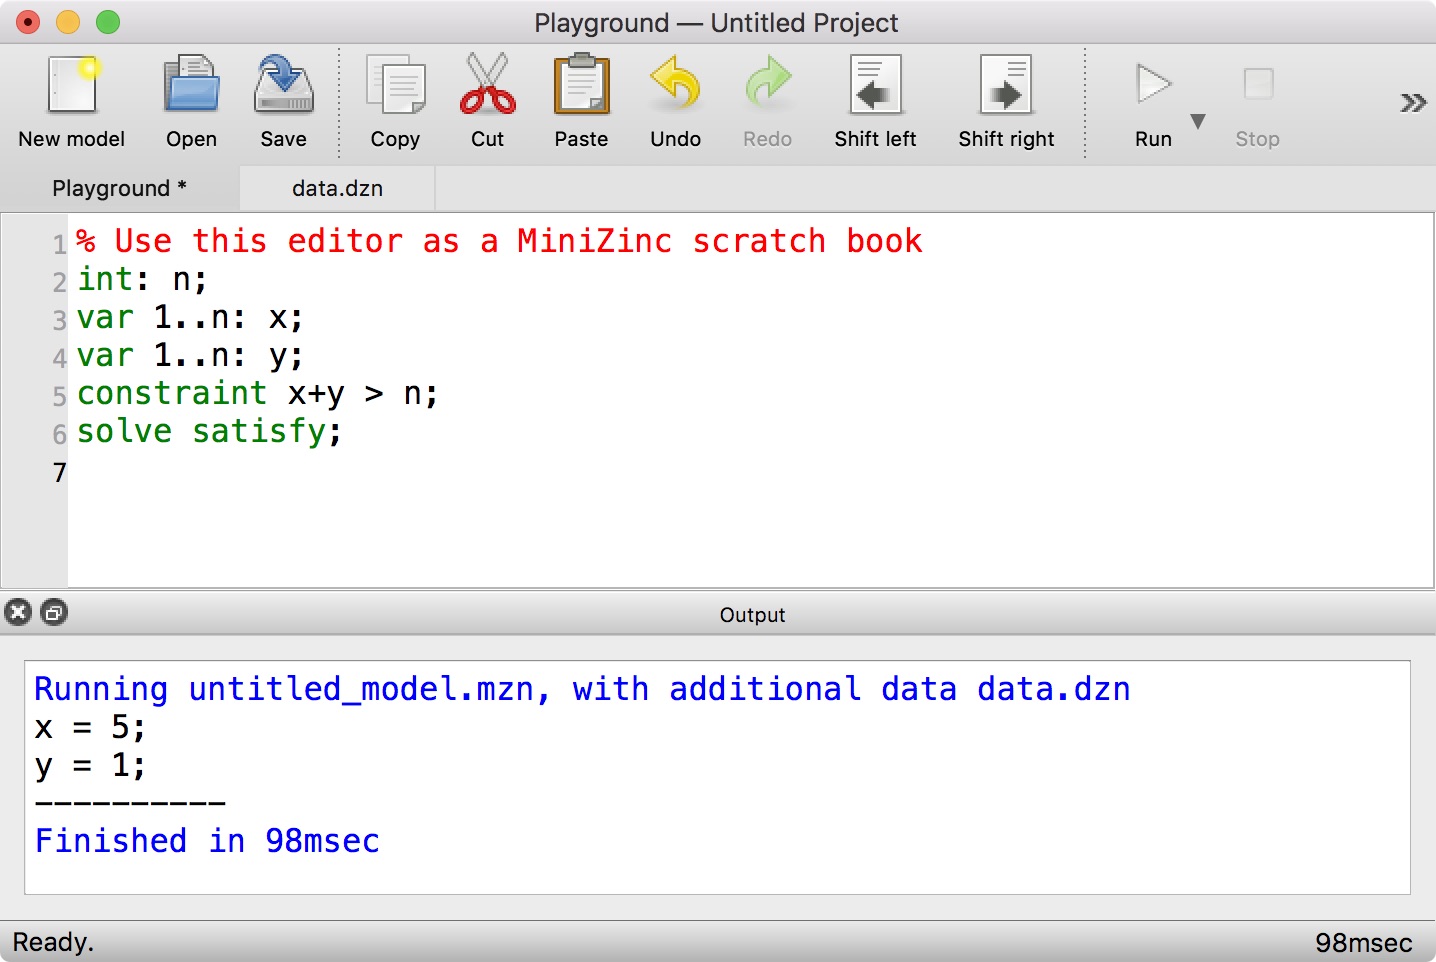 Playground — Untitled Project
New model Open Save Copy Cut Paste Undo Redo Shift left Shift right Run Stop
Playground * data.dzn
1 % Use this editor as a MiniZinc scratch book
2 int: n;
3 var 1..n: x;
4 var 1..n: y;
5 constraint x+y > n;
6 solve satisfy;
7
Output
Running untitled_model.mzn, with additional data data.dzn
x = 5;
y = 1;
----------
Finished in 98msec
Ready. 98msec